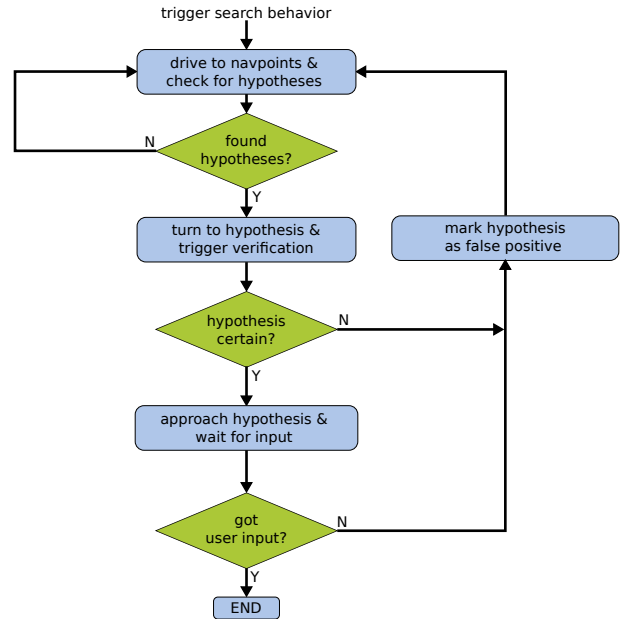 trigger search behavior
drive to navpoints &
check for hypotheses
N
found
hypotheses?
Y
turn to hypothesis &
trigger verification
mark hypothesis
as false positive
hypothesis
certain?
N
Y
approach hypothesis &
wait for input
got
user input?
N
Y
END